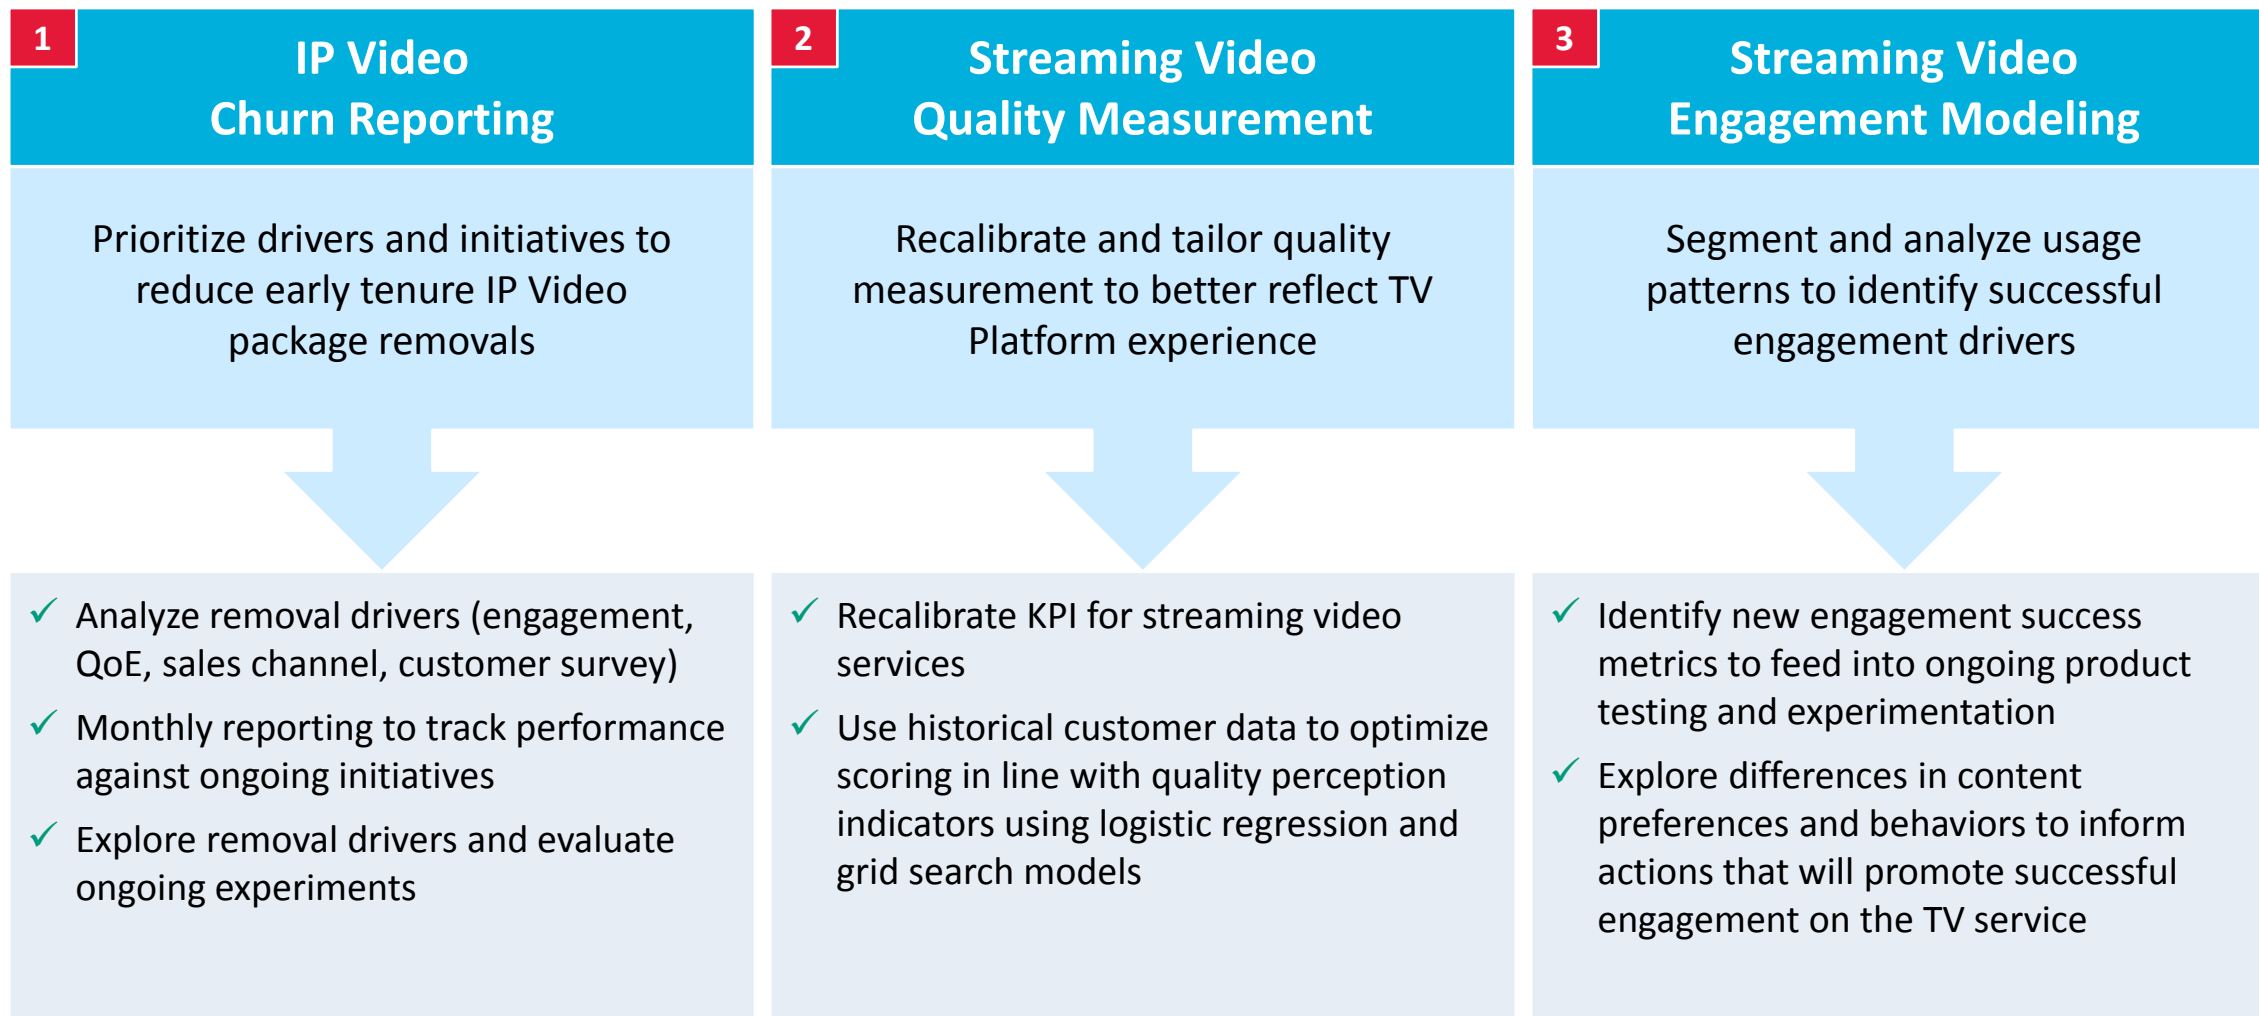 1
IP Video
Churn Reporting
Prioritize drivers and initiatives to
reduce early tenure IP Video
package removals
✓ Analyze removal drivers (engagement,
QoE, sales channel, customer survey)
✓ Monthly reporting to track performance
against ongoing initiatives
✓ Explore removal drivers and evaluate
ongoing experiments
2
Streaming Video
Quality Measurement
Recalibrate and tailor quality
measurement to better reflect TV
Platform experience
✓ Recalibrate KPI for streaming video
services
✓ Use historical customer data to optimize
scoring in line with quality perception
indicators using logistic regression and
grid search models
3
Streaming Video
Engagement Modeling
Segment and analyze usage
patterns to identify successful
engagement drivers
✓ Identify new engagement success
metrics to feed into ongoing product
testing and experimentation
✓ Explore differences in content
preferences and behaviors to inform
actions that will promote successful
engagement on the TV service